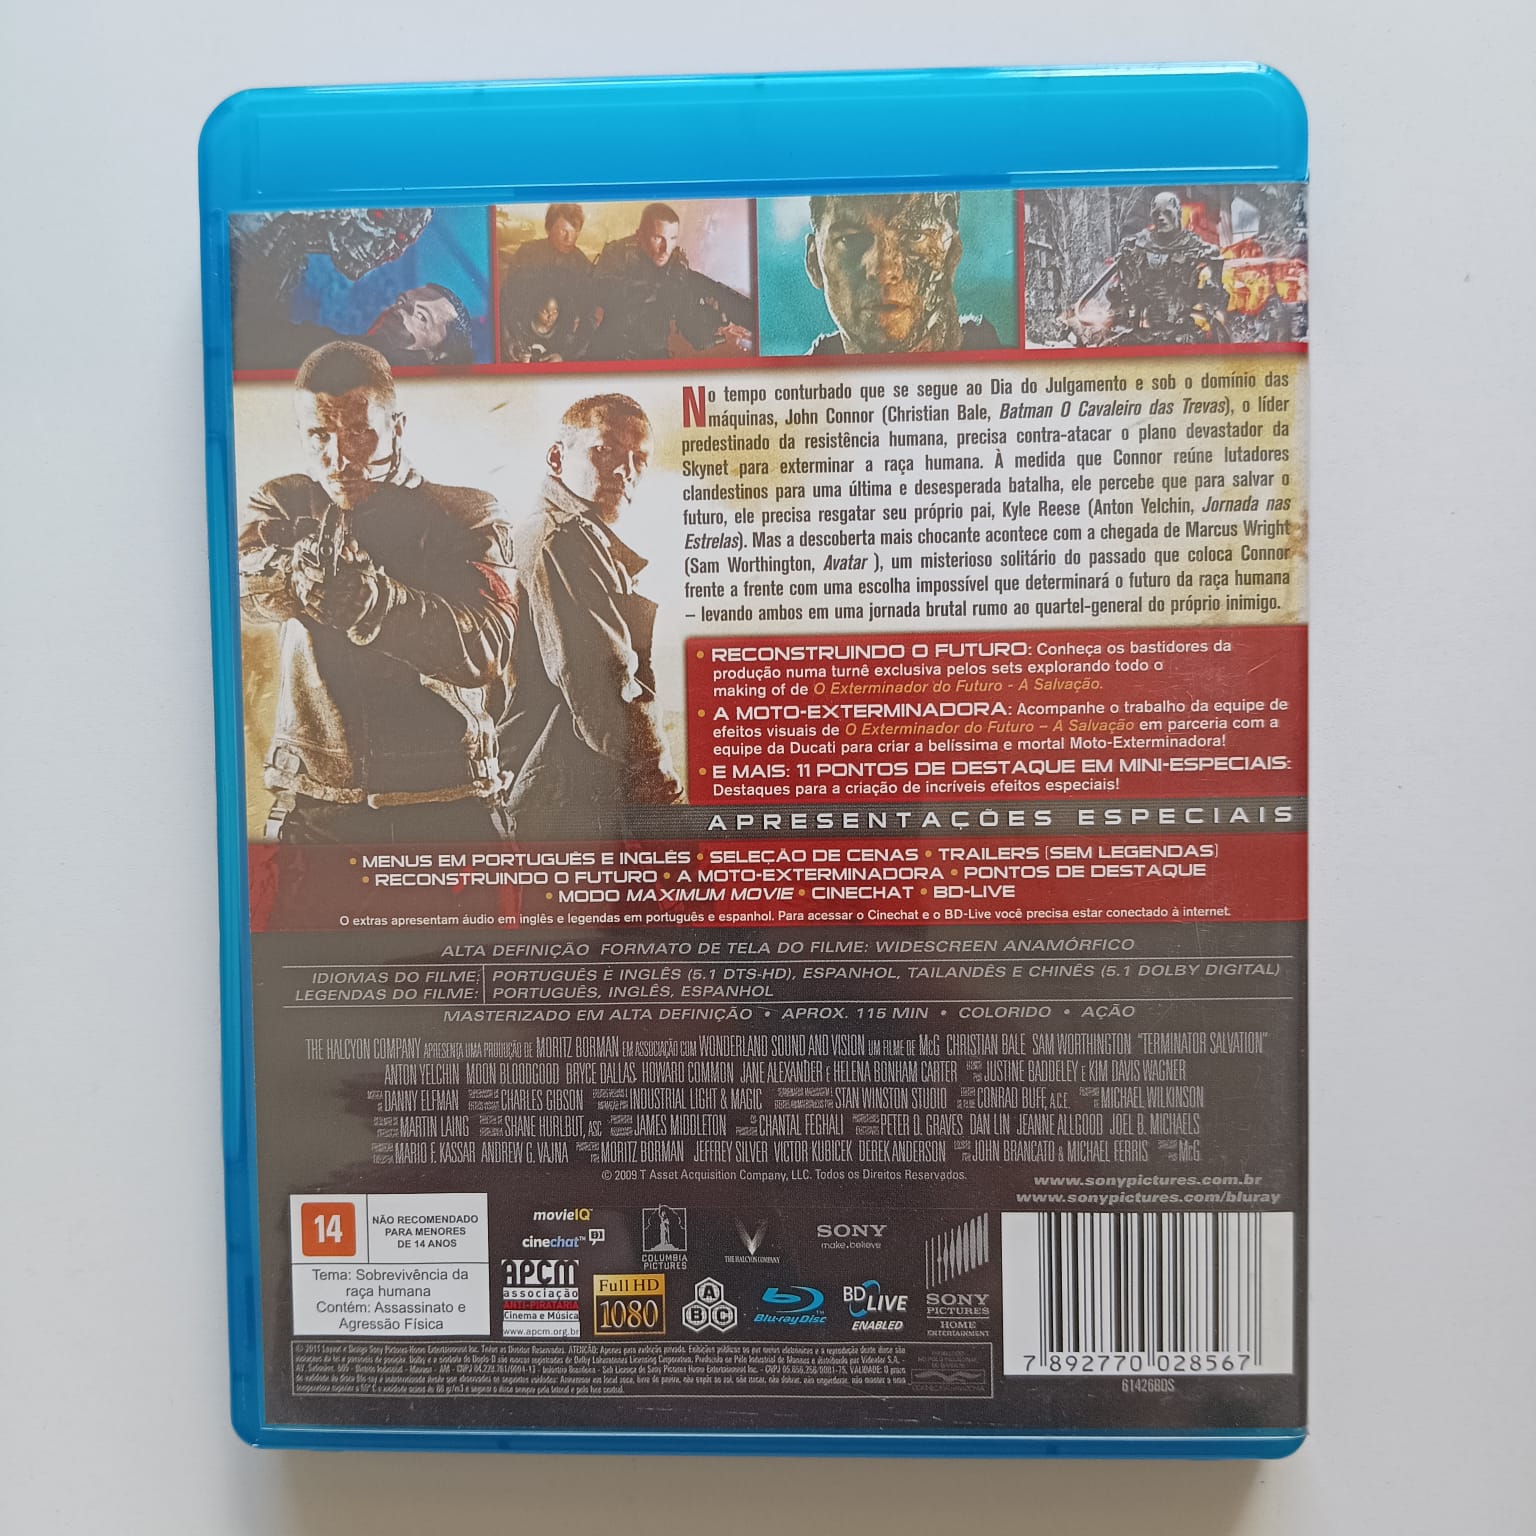 No tempo conturbado que se segue ao Dia do Julgamento e sob o domínio das
máquinas, John Connor (Christian Bale, Batman O Cavaleiro das Trevas), o líder
predestinado da resistência humana, precisa contra-atacar o plano devastador da
Skynet para exterminar a raça humana. À medida que Connor reúne lutadores
clandestinos para uma última e desesperada batalha, ele percebe que para salvar o
futuro, ele precisa resgatar seu próprio pai, Kyle Reese (Anton Yelchin, Jornada nas
Estrelas). Mas a descoberta mais chocante acontece com a chegada de Marcus Wright
(Sam Worthington, Avatar ), um misterioso solitário do passado que coloca Connor
frente a frente com uma escolha impossível que determinará o futuro da raça humana
– levando ambos em uma jornada brutal rumo ao quartel-general do próprio inimigo.
• RECONSTRUINDO O FUTURO: Conheça os bastidores da
produção numa turnê exclusiva pelos sets explorando todo o
making of de O Exterminador do Futuro - A Salvação.
• A MOTO-EXTERMINADORA: Acompanhe o trabalho da equipe de
efeitos visuais de O Exterminador do Futuro – A Salvação em parceria com a
equipe da Ducati para criar a belíssima e mortal Moto-Exterminadora!
• E MAIS: 11 PONTOS DE DESTAQUE EM MINI-ESPECIAIS:
Destaques para a criação de incríveis efeitos especiais!
APRESENTAÇÕES ESPECIAIS
• MENUS EM PORTUGUÊS E INGLÊS • SELEÇÃO DE CENAS • TRAILERS (SEM LEGENDAS)
• RECONSTRUINDO O FUTURO • A MOTO-EXTERMINADORA • PONTOS DE DESTAQUE
• MODO MAXIMUM MOVIE • CINECHAT • BD-LIVE
O extras apresentam áudio em inglês e legendas em português e espanhol. Para acessar o Cinechat e o BD-Live você precisa estar conectado à internet.
ALTA DEFINIÇÃO FORMATO DE TELA DO FILME: WIDESCREEN ANAMÓRFICO
IDIOMAS DO FILME: PORTUGUÊS E INGLÊS (5.1 DTS-HD), ESPANHOL, TAILANDÊS E CHINÊS (5.1 DOLBY DIGITAL)
LEGENDAS DO FILME: PORTUGUÊS, INGLÊS, ESPANHOL
MASTERIZADO EM ALTA DEFINIÇÃO • APROX. 115 MIN • COLORIDO • AÇÃO
THE HALCYON COMPANY APRESENTA UMA PRODUÇÃO DE MORITZ BORMAN EM ASSOCIAÇÃO COM WONDERLAND SOUND AND VISION UM FILME DE McG CHRISTIAN BALE SAM WORTHINGTON "TERMINATOR SALVATION"
ANTON YELCHIN MOON BLOODGOOD BRYCE DALLAS HOWARD COMMON JANE ALEXANDER E HELENA BONHAM CARTER JUSTINE BADDELEY E KIM DAVIS WAGNER
DANNY ELFMAN CHARLES GIBSON INDUSTRIAL LIGHT & MAGIC STAN WINSTON STUDIO CONRAD BUFF, A.C.E. MICHAEL WILKINSON
MARTIN LAING SHANE HURLBUT, ASC JAMES MIDDLETON CHANTAL FEGHALI PETER D. GRAVES DAN LIN JEANNE ALLGOOD JOEL B. MICHAELS
MARIO F. KASSAR ANDREW G. VAJNA MORITZ BORMAN JEFFREY SILVER VICTOR KUBICEK DEREK ANDERSON JOHN BRANCATO & MICHAEL FERRIS McG
© 2009 T Asset Acquisition Company, LLC. Todos os Direitos Reservados.
www.sonypictures.com.br
www.sonypictures.com/bluray
14
NÃO RECOMENDADO
PARA MENORES
DE 14 ANOS
Tema: Sobrevivência da
raça humana
Contém: Assassinato e
Agressão Física
movieIQ
cinechat™
APCM
associação
ANTI-PIRATARIA
Cinema e Música
www.apcm.org.br
COLUMBIA
PICTURES
THE HALCYON COMPANY
SONY
make.believe
Full HD
1080
A
B C
Blu-ray Disc
BD LIVE
ENABLED
SONY
PICTURES
HOME
ENTERTAINMENT
7 892770 028567
61426BDS